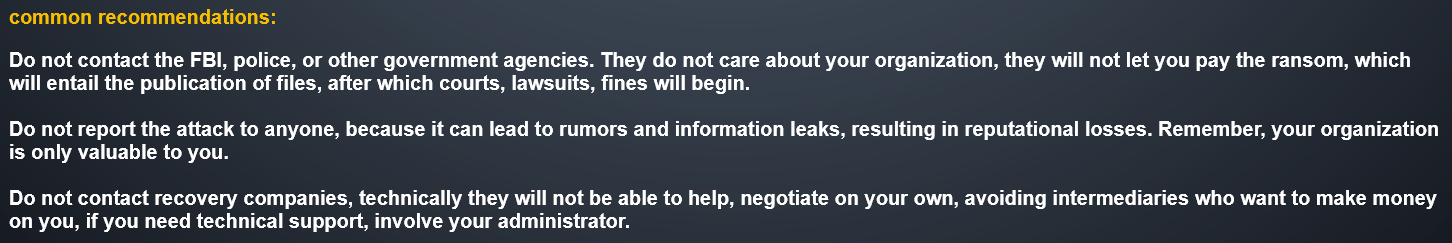 common recommendations:
Do not contact the FBI, police, or other government agencies. They do not care about your organization, they will not let you pay the ransom, which
will entail the publication of files, after which courts, lawsuits, fines will begin.
Do not report the attack to anyone, because it can lead to rumors and information leaks, resulting in reputational losses. Remember, your organization
is only valuable to you.
Do not contact recovery companies, technically they will not be able to help, negotiate on your own, avoiding intermediaries who want to make money
on you, if you need technical support, involve your administrator.